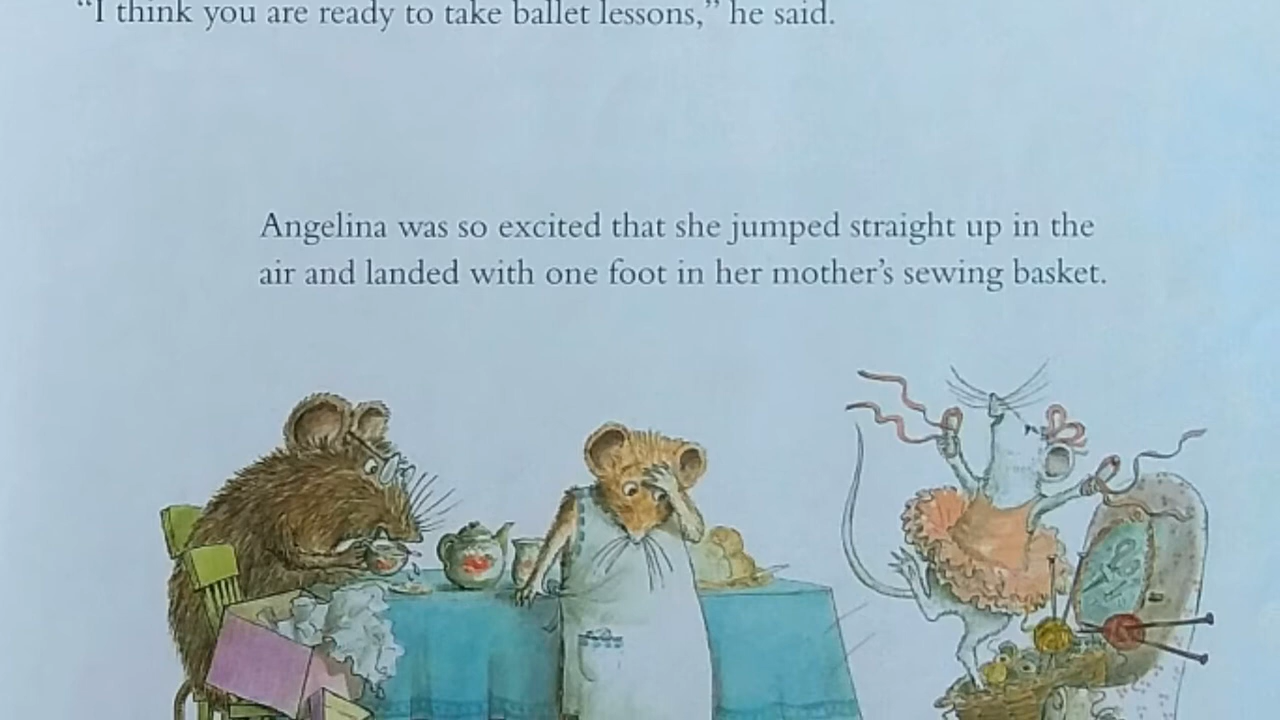 “I think you are ready to take ballet lessons,” he said.
Angelina was so excited that she jumped straight up in the
air and landed with one foot in her mother’s sewing basket.